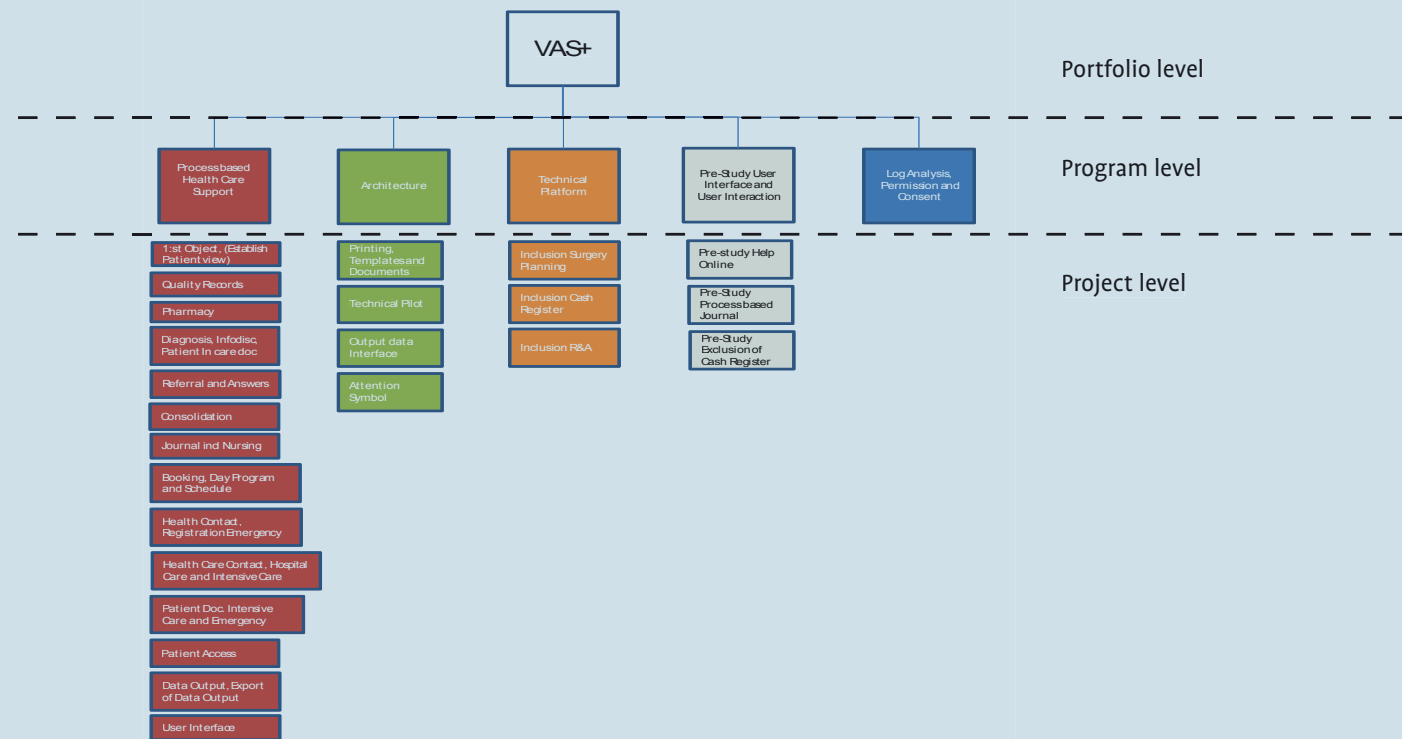 VAS+
Portfolio level
Process based
Health Care
Support
Architecture
Technical
Platform
Pre-Study User
Interface and
User Interaction
Log Analysis,
Permission and
Consent
Program level
Project level
1:st Object, (Establish
Patient view)
Quality Records
Pharmacy
Diagnosis, Infodisc,
Patient In care doc
Referral and Answers
Consolidation
Journal ind Nursing
Booking, Day Program
and Schedule
Health Contact,
Registration Emergency
Health Care Contact, Hospital
Care and Intensive Care
Patient Doc. Intensive
Care and Emergency
Patient Access
Data Output, Export
of Data Output
User Interface
Printing,
Templates and
Documents
Technical Pilot
Output data
Interface
Attention
Symbol
Inclusion Surgery
Planning
Inclusion Cash
Register
Inclusion R&A
Pre-study Help
Online
Pre-Study
Process based
Journal
Pre-Study
Exclusion of
Cash Register